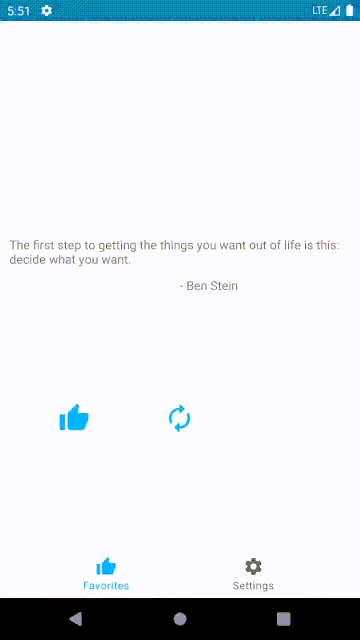 5:51 LTE
The first step to getting the things you want out of life is this:
decide what you want.
- Ben Stein
Favorites Settings